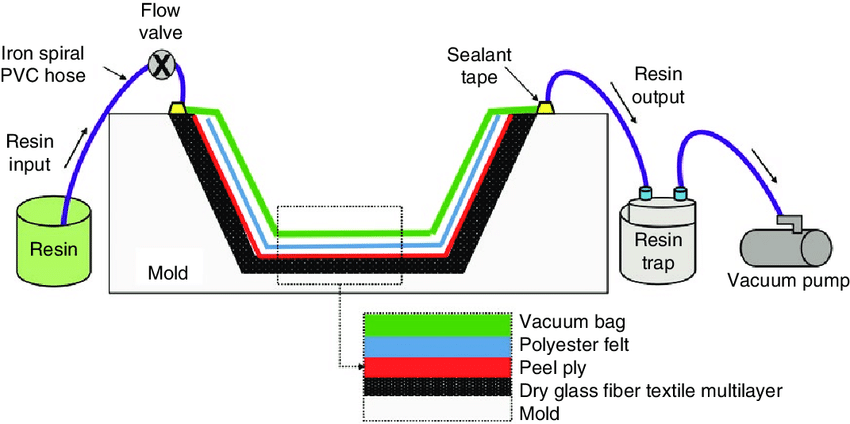 Flow
valve
Iron spiral
PVC hose
Sealant
tape
Resin
output
Resin
input
Resin
Mold
Resin
trap
Vacuum pump
Vacuum bag
Polyester felt
Peel ply
Dry glass fiber textile multilayer
Mold